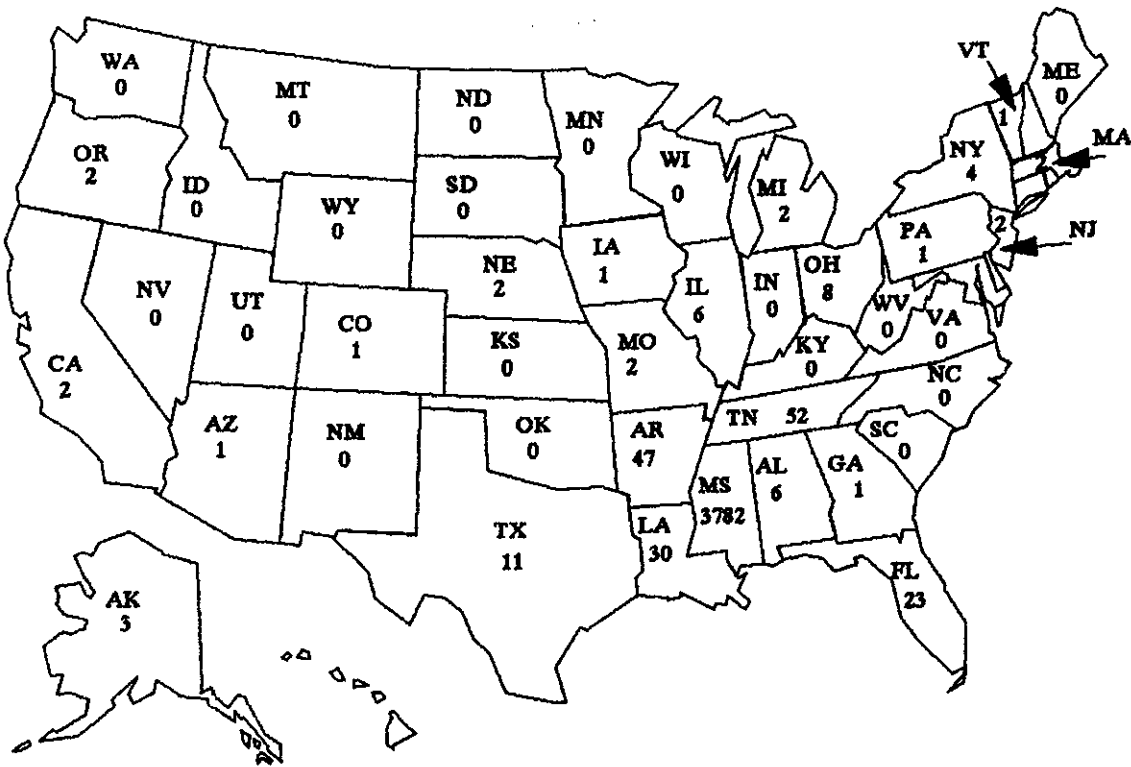 WA
0
MT
0
ND
0
MN
0
VT
ME
0
OR
2
ID
0
WY
0
SD
0
WI
0
MI
2
NY
4
1
MA
NV
0
UT
0
CO
1
NE
2
IA
1
IL
6
IN
0
OH
8
PA
1
2
NJ
CA
2
KS
0
MO
2
KY
0
WV
0
VA
0
AZ
1
NM
0
OK
0
AR
47
TN 52
NC
0
SC
0
TX
11
LA
30
MS
3782
AL
6
GA
1
FL
23
AK
3